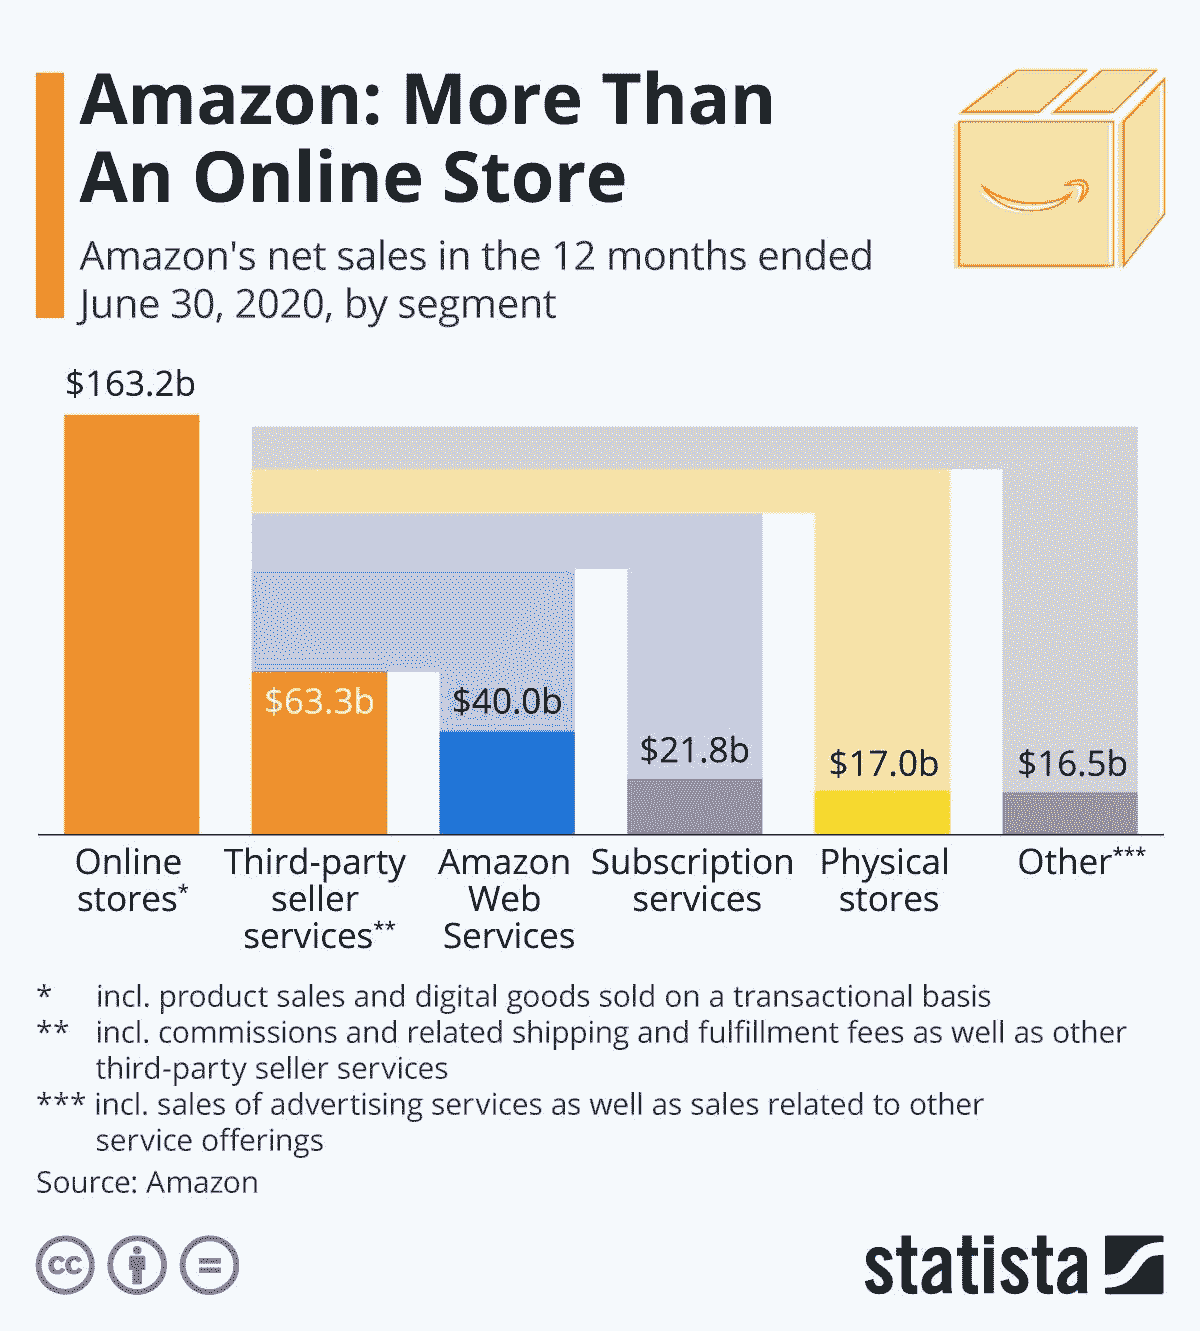 Amazon: More Than
An Online Store
Amazon's net sales in the 12 months ended
June 30, 2020, by segment
$163.2b
$63.3b
$40.0b
$21.8b
$17.0b
$16.5b
Online
stores*
Third-party
seller
services**
Amazon
Web
Services
Subscription
services
Physical
stores
Other***
* incl. product sales and digital goods sold on a transactional basis
** incl. commissions and related shipping and fulfillment fees as well as other
third-party seller services
*** incl. sales of advertising services as well as sales related to other
service offerings
Source: Amazon
cc
statista